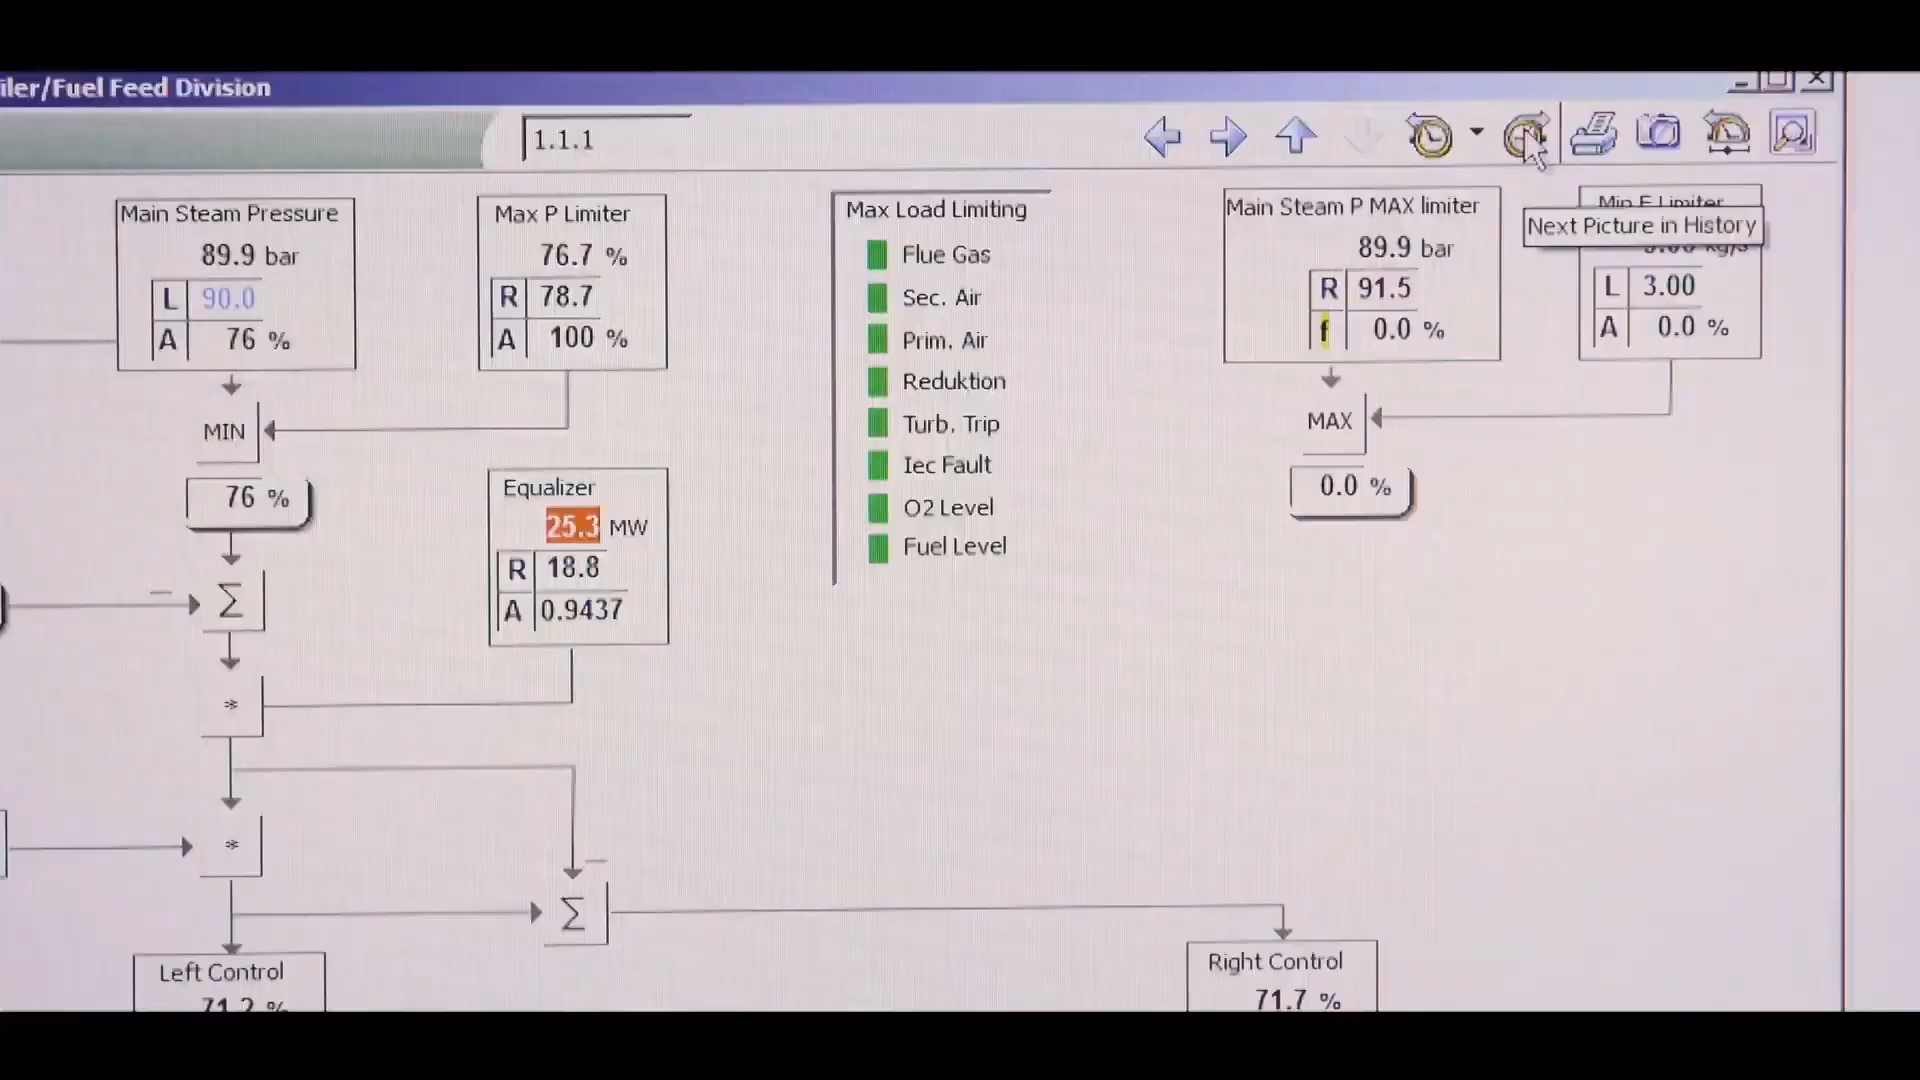 iler/Fuel Feed Division
1.1.1
Main Steam Pressure
89.9 bar
L 90.0
A 76 %
Max P Limiter
76.7 %
R 78.7
A 100 %
Max Load Limiting
Flue Gas
Sec. Air
Prim. Air
Reduktion
Turb. Trip
Iec Fault
O2 Level
Fuel Level
Main Steam P MAX limiter
89.9 bar
R 91.5
f 0.0 %
Min F Limiter
Next Picture in History
L 3.00
A 0.0 %
MIN
MAX
76 %
0.0 %
Equalizer
25.3 MW
R 18.8
A 0.9437
Σ
*
*
Σ
Left Control
71.2 %
Right Control
71.7 %